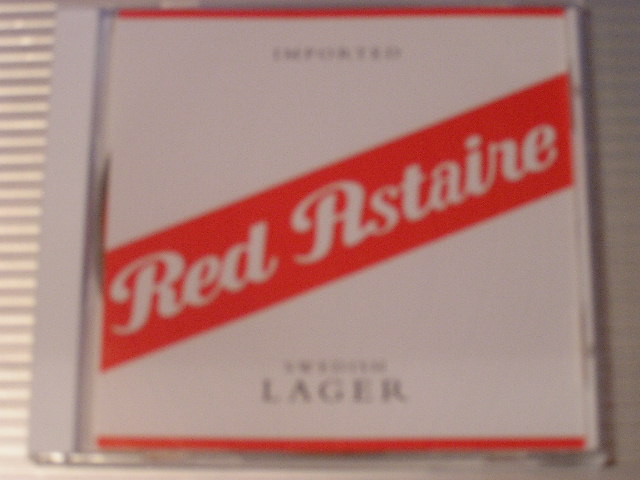 IMPORTED
Red Astaire
SWEDISH
LAGER